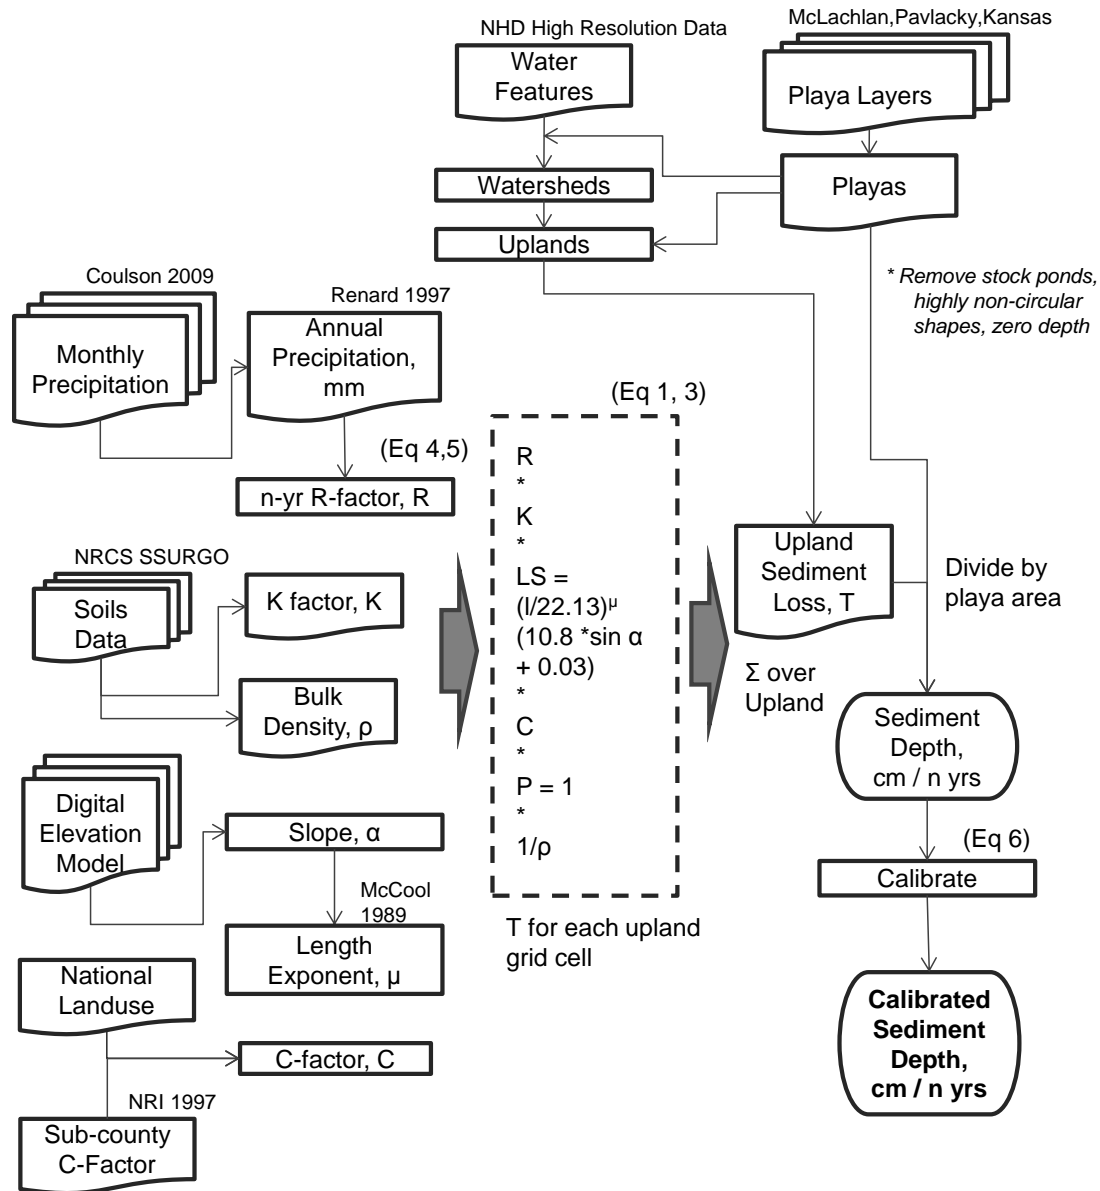 NHD High Resolution Data
Water
Features
McLachlan,Pavlacky,Kansas
Playa Layers
Watersheds
Playas
Uplands
* Remove stock ponds,
highly non-circular
shapes, zero depth
Coulson 2009
Monthly
Precipitation
Renard 1997
Annual
Precipitation,
mm
(Eq 4,5)
n-yr R-factor, R
NRCS SSURGO
Soils
Data
K factor, K
Bulk
Density, ρ
Digital
Elevation
Model
Slope, α
McCool
1989
Length
Exponent, μ
National
Landuse
C-factor, C
NRI 1997
Sub-county
C-Factor
(Eq 1, 3)
R
*
K
*
LS =
(l/22.13)^μ
(10.8 *sin α
+ 0.03)
*
C
*
P = 1
*
1/ρ
T for each upland
grid cell
Upland
Sediment
Loss, T
Σ over
Upland
Divide by
playa area
Sediment
Depth,
cm / n yrs
(Eq 6)
Calibrate
Calibrated
Sediment
Depth,
cm / n yrs